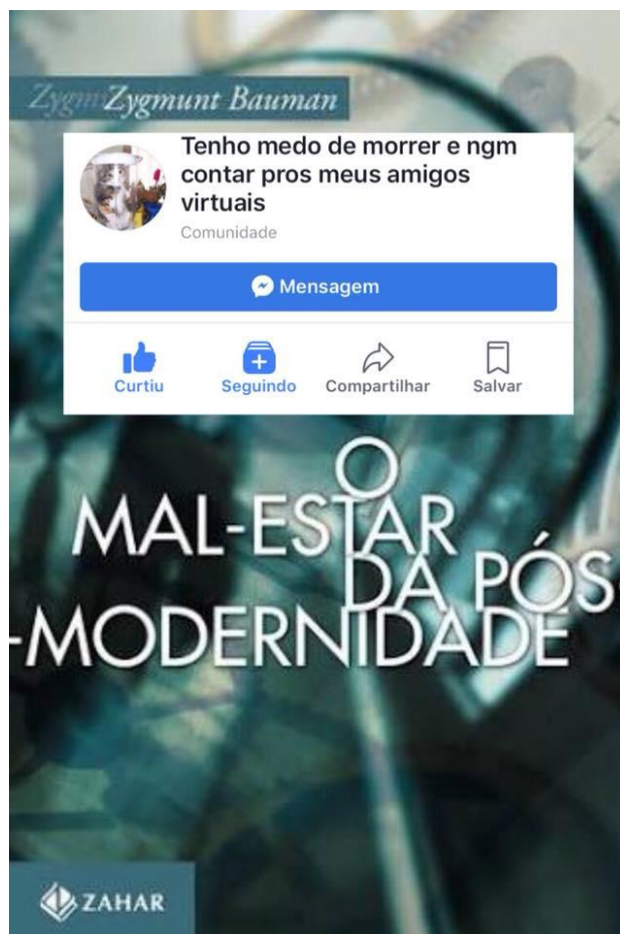 Zygmunt Bauman
Tenho medo de morrer e ngm
contar pros meus amigos
virtuais
Comunidade
Mensagem
Curtiu
Seguindo
Compartilhar
Salvar
O
MAL-ESTAR
DA PÓS-
-MODERNIDADE
ZAHAR